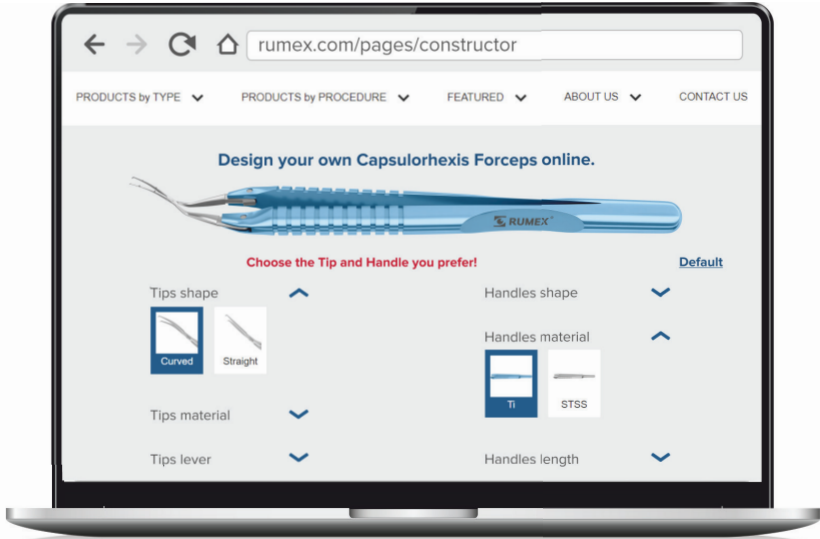 rumex.com/pages/constructor
PRODUCTS by TYPE PRODUCTS by PROCEDURE FEATURED ABOUT US CONTACT US
Design your own Capsulorhexis Forceps online.
RUMEX
Choose the Tip and Handle you prefer! Default
Tips shape
Curved Straight
Tips material
Tips lever
Handles shape
Handles material
Ti STSS
Handles length